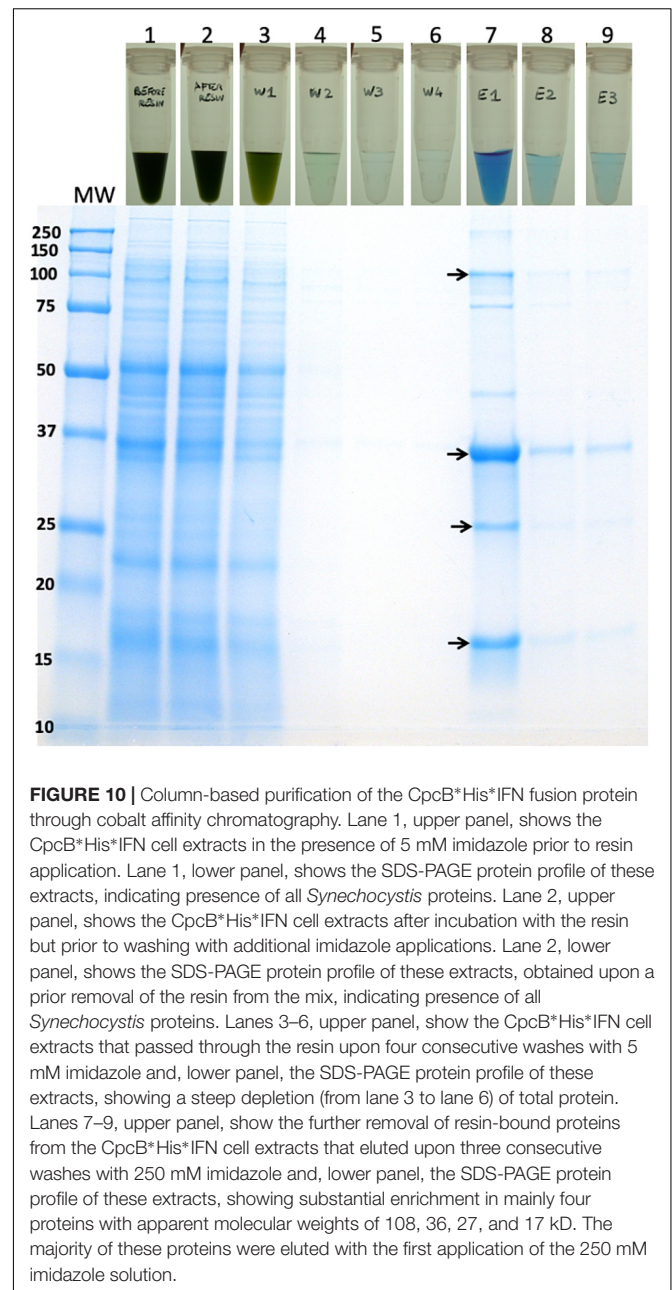 1 2 3 4 5 6 7 8 9
BEFORE RESIN AFTER RESIN W1 W2 W3 W4 E1 E2 E3
MW
250
150
100
75
50
37
25
20
15
10
FIGURE 10 | Column-based purification of the CpcB*His*IFN fusion protein
through cobalt affinity chromatography. Lane 1, upper panel, shows the
CpcB*His*IFN cell extracts in the presence of 5 mM imidazole prior to resin
application. Lane 1, lower panel, shows the SDS-PAGE protein profile of these
extracts, indicating presence of all Synechocystis proteins. Lane 2, upper
panel, shows the CpcB*His*IFN cell extracts after incubation with the resin
but prior to washing with additional imidazole applications. Lane 2, lower
panel, shows the SDS-PAGE protein profile of these extracts, obtained upon a
prior removal of the resin from the mix, indicating presence of all
Synechocystis proteins. Lanes 3–6, upper panel, show the CpcB*His*IFN cell
extracts that passed through the resin upon four consecutive washes with 5
mM imidazole and, lower panel, the SDS-PAGE protein profile of these
extracts, showing a steep depletion (from lane 3 to lane 6) of total protein.
Lanes 7–9, upper panel, show the further removal of resin-bound proteins
from the CpcB*His*IFN cell extracts that eluted upon three consecutive
washes with 250 mM imidazole and, lower panel, the SDS-PAGE protein
profile of these extracts, showing substantial enrichment in mainly four
proteins with apparent molecular weights of 108, 36, 27, and 17 kD. The
majority of these proteins were eluted with the first application of the 250 mM
imidazole solution.